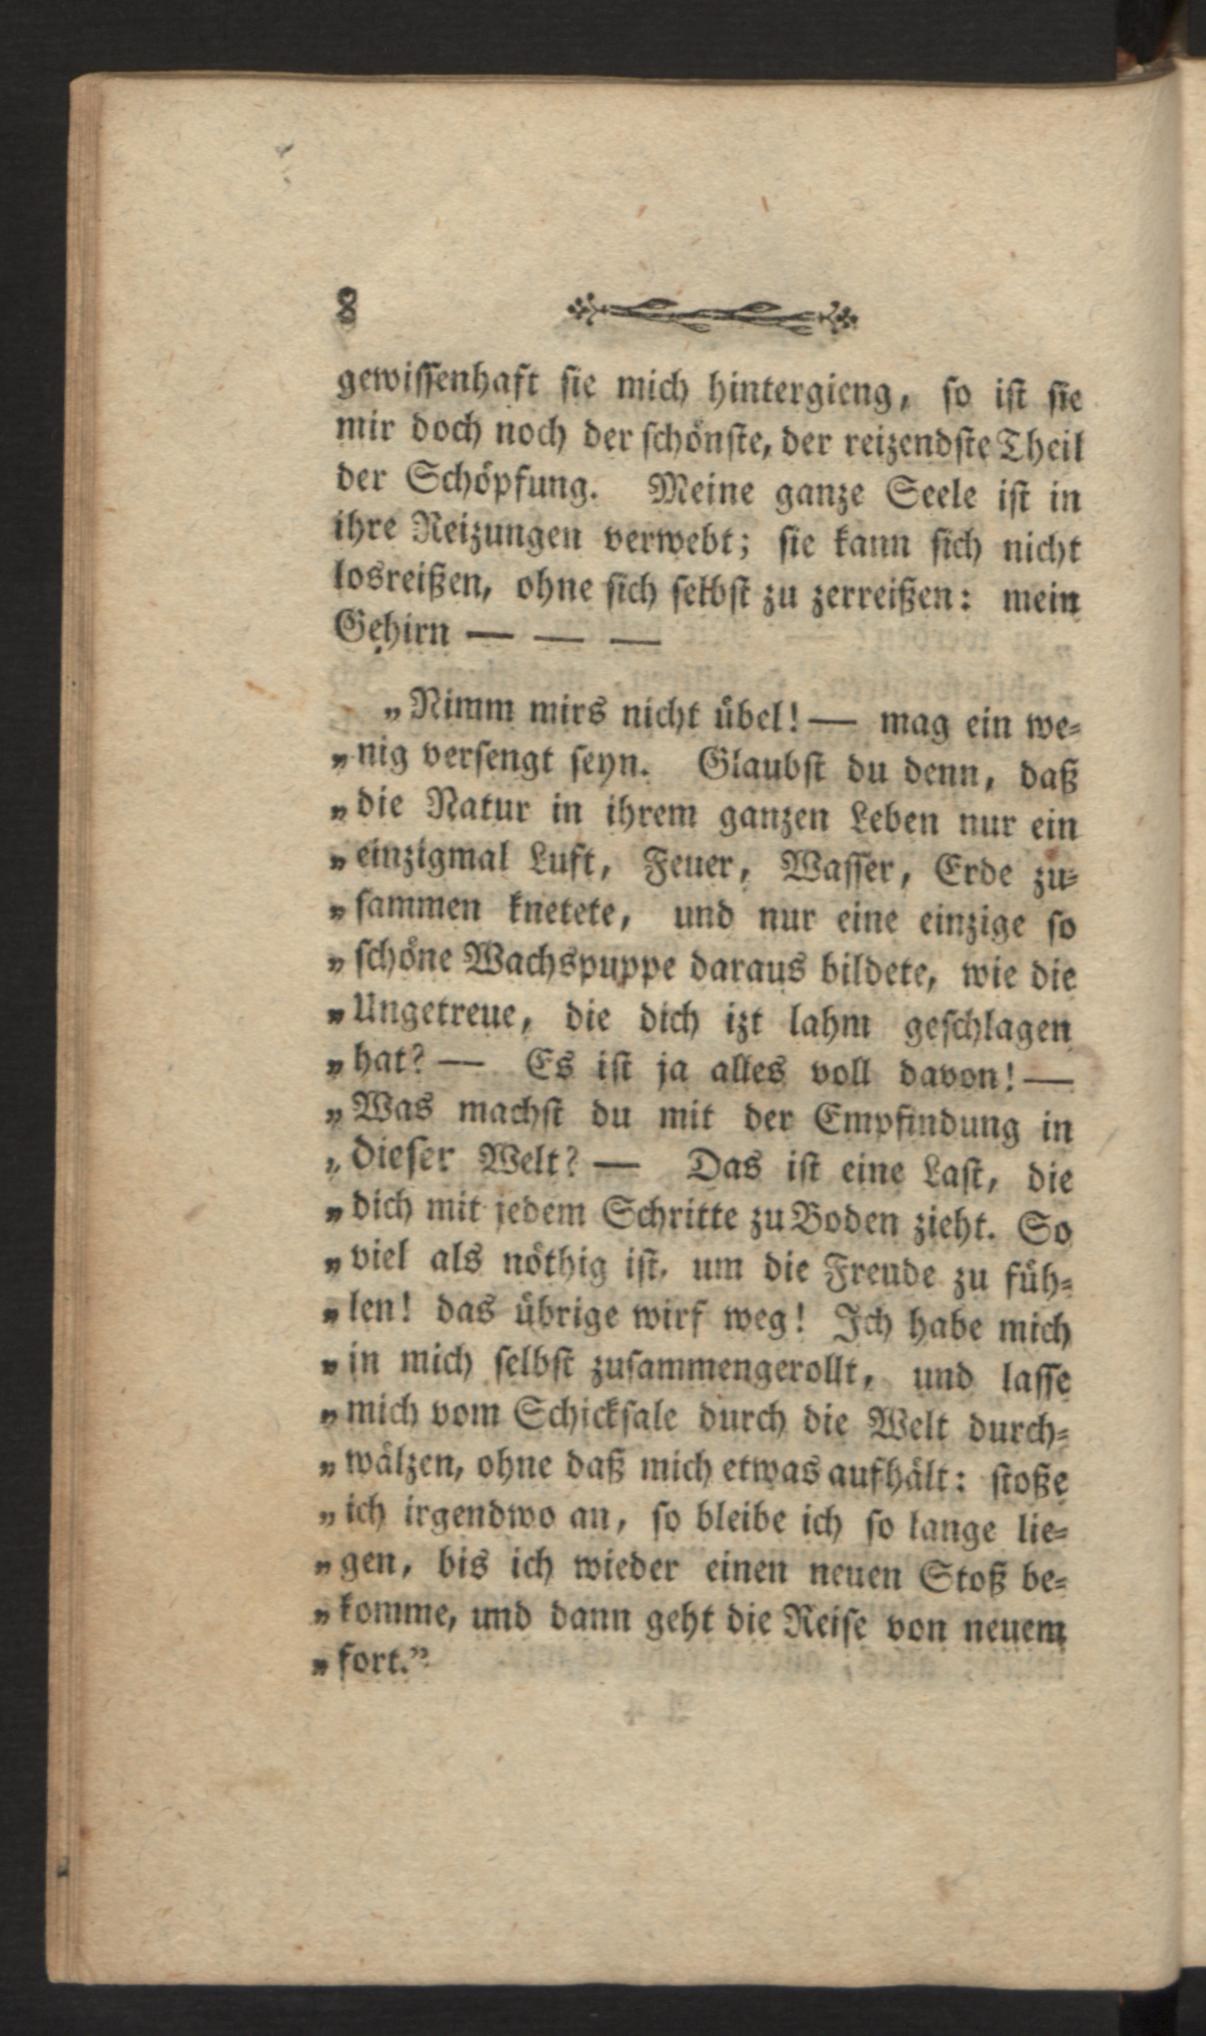 8
gewiſſenhaft ſie mich hintergieng, ſo iſt ſie
mir doch noch der ſchönſte, der reizendſte Theil
der Schöpfung. Meine ganze Seele iſt in
ihre Reizungen verwebt; ſie kann ſich nicht
losreißen, ohne ſich ſelbſt zu zerreißen: mein
Gehirn — — —
„Nimm mirs nicht übel! — mag ein we-
„nig verſengt ſeyn. Glaubſt du denn, daß
„die Natur in ihrem ganzen Leben nur ein
„einzigmal Luft, Feuer, Waſſer, Erde zu-
„ſammen knetete, und nur eine einzige ſo
„ſchöne Wachspuppe daraus bildete, wie die
„Ungetreue, die dich izt lahm geſchlagen
„hat? — Es iſt ja alles voll davon! —
„Was machſt du mit der Empfindung in
„dieſer Welt? — Das iſt eine Laſt, die
„dich mit jedem Schritte zu Boden zieht. So
„viel als nöthig iſt, um die Freude zu füh-
„len! das übrige wirf weg! Ich habe mich
„in mich ſelbſt zuſammengerollt, und laſſe
„mich vom Schickſale durch die Welt durch-
„wälzen, ohne daß mich etwas aufhält: ſtoße
„ich irgendwo an, ſo bleibe ich ſo lange lie-
„gen, bis ich wieder einen neuen Stoß be-
„komme, und dann geht die Reiſe von neuem
„fort.”